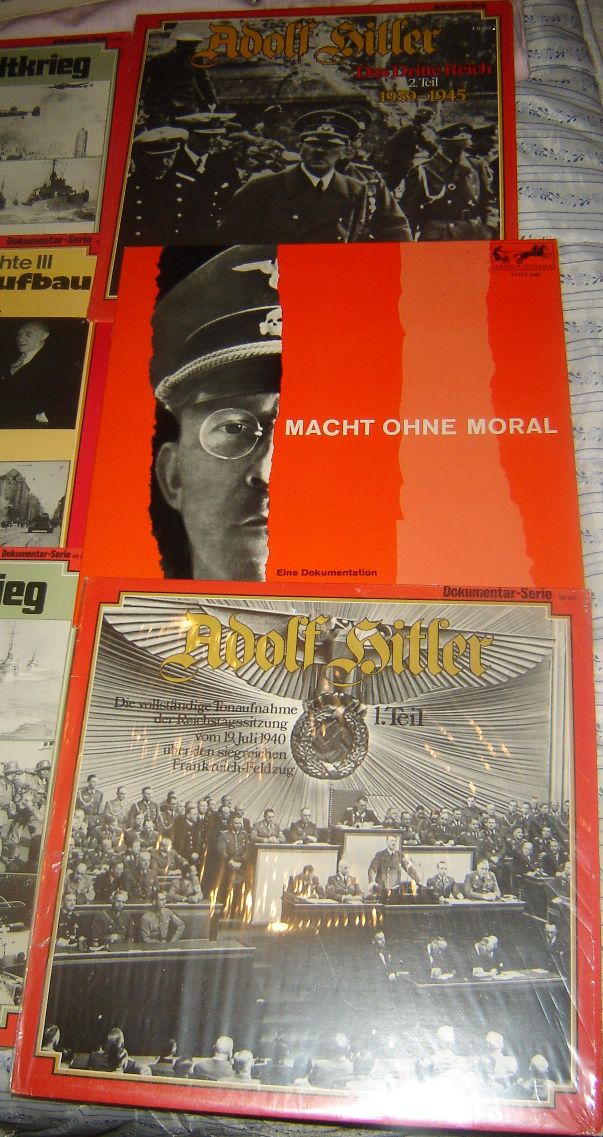 ltkrieg
Dokumentar-Serie
hte III
ufbau
Dokumentar-Serie
ieg
Adolf Hitler
Das Dritte Reich
2. Teil
1939-1945
MACHT OHNE MORAL
Eine Dokumentation
Dokumentar-Serie
Adolf Hitler
Die vollständige Tonaufnahme
der Reichstagssitzung
vom 19. Juli 1940
über den siegreichen
Frankreich-Feldzug
1. Teil